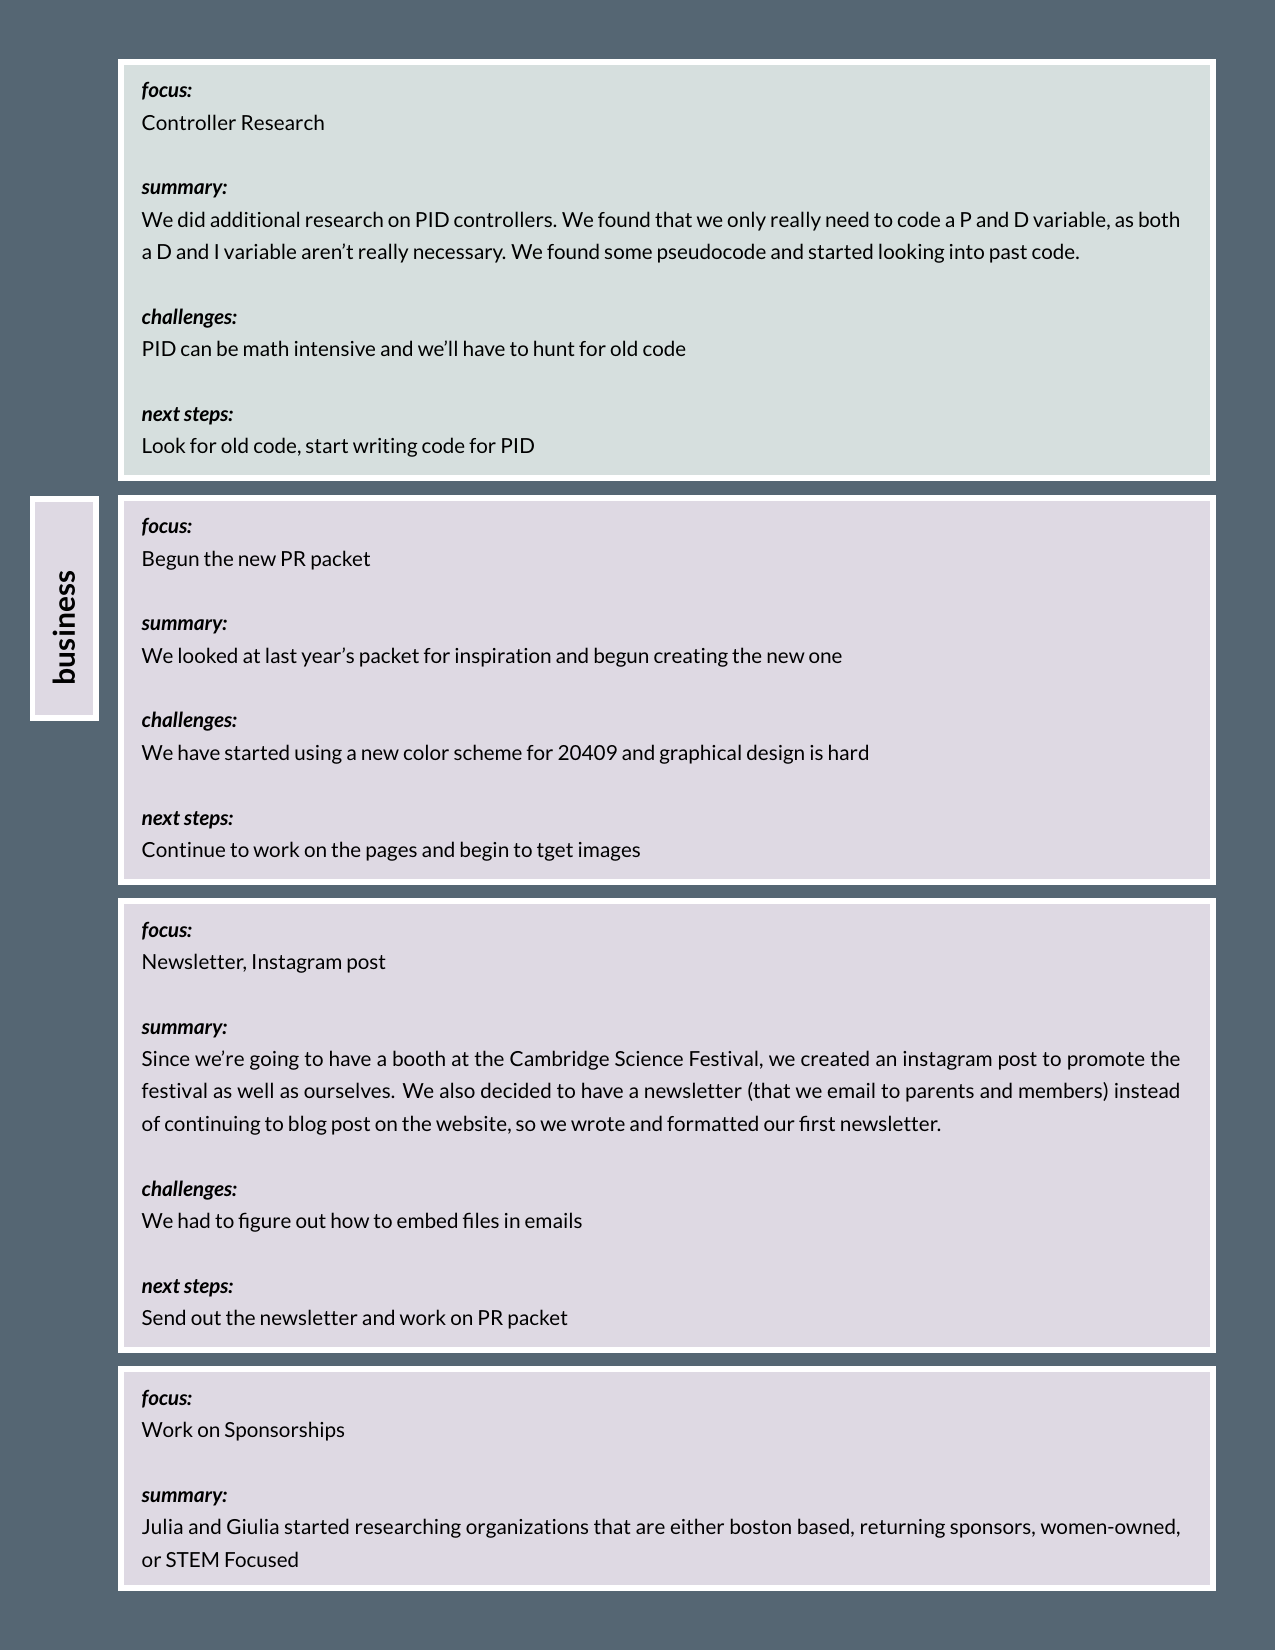 focus:
Controller Research
summary:
We did additional research on PID controllers. We found that we only really need to code a P and D variable, as both
a D and I variable aren’t really necessary. We found some pseudocode and started looking into past code.
challenges:
PID can be math intensive and we’ll have to hunt for old code
next steps:
Look for old code, start writing code for PID
business
focus:
Begun the new PR packet
summary:
We looked at last year’s packet for inspiration and begun creating the new one
challenges:
We have started using a new color scheme for 20409 and graphical design is hard
next steps:
Continue to work on the pages and begin to tget images
focus:
Newsletter, Instagram post
summary:
Since we’re going to have a booth at the Cambridge Science Festival, we created an instagram post to promote the
festival as well as ourselves. We also decided to have a newsletter (that we email to parents and members) instead
of continuing to blog post on the website, so we wrote and formatted our first newsletter.
challenges:
We had to figure out how to embed files in emails
next steps:
Send out the newsletter and work on PR packet
focus:
Work on Sponsorships
summary:
Julia and Giulia started researching organizations that are either boston based, returning sponsors, women-owned,
or STEM Focused